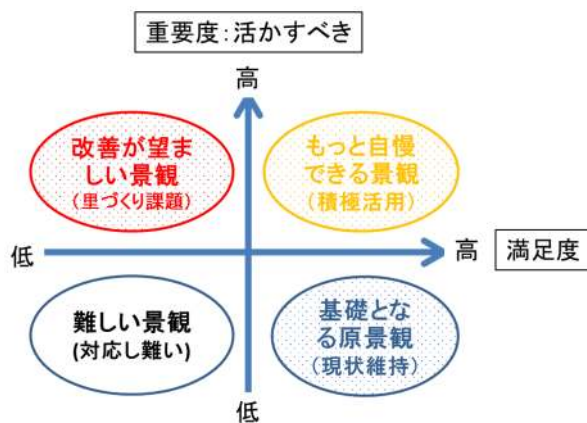 重要度：活かすべき
高
改善が望ま
しい景観
（里づくり課題）
もっと自慢
できる景観
（積極活用）
低
高
満足度
難しい景観
(対応し難い)
基礎とな
る原景観
（現状維持）
低